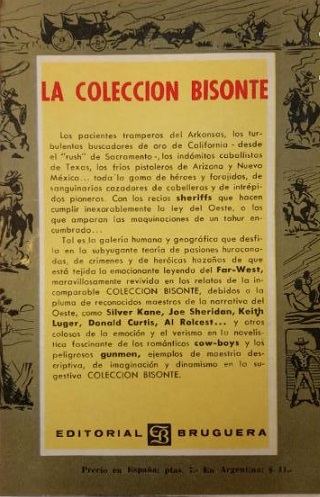 LA COLECCION BISONTE
Los pacientes tramperos del Arkansas, los tur-
bulentos buscadores de oro de California - desde
el "rush" de Sacramento -, los indómitos caballistas
de Texas, los fríos pistoleros de Arizona y Nuevo
México... toda la gama de héroes y forajidos, de
sanguinarios cazadores de cabelleras y de intrépi-
dos pioneros. Con los recios sheriffs que hacen
cumplir inexorablemente la ley del Oeste, o los
que amparan las maquinaciones de un tahur en-
cumbrado...
Tal es la galería humana y geográfica que desfi-
la en la subyugante teoría de pasiones huracana-
das, de crímenes y de heróicas hazañas de que
está tejida la emocionante leyenda del Far-West,
maravillosamente revivida en los relatos de la in-
comparable COLECCION BISONTE, debidos a la
pluma de reconocidos maestros de la narrativa del
Oeste, como Silver Kane, Joe Sheridan, Keith
Luger, Donald Curtis, Al Ralcest... y otros
colosos de la emoción y el verismo en la novelís-
tica fascinante de los románticos cow-boys y los
peligrosos gunmen, ejemplos de maestría des-
criptiva, de imaginación y dinamismo en la su-
gestiva COLECCION BISONTE.
EDITORIAL B BRUGUERA
Precio en España: ptas. 7.- En Argentina: $ 11.-